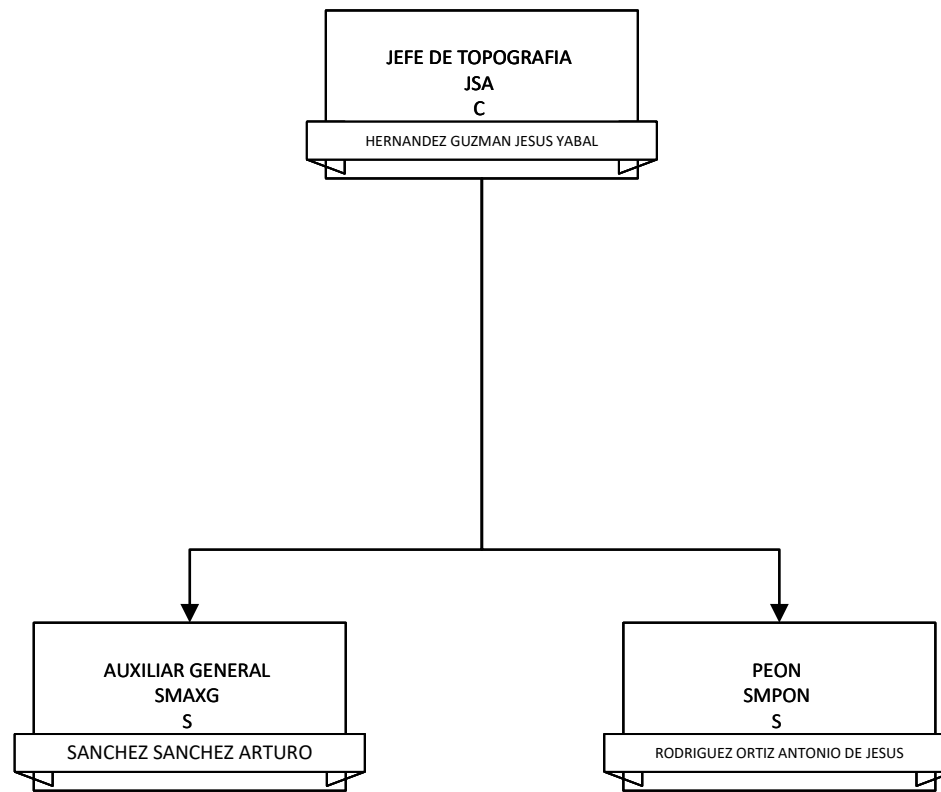 JEFE DE TOPOGRAFIA
JSA
C
HERNANDEZ GUZMAN JESUS YABAL
AUXILIAR GENERAL
SMAXG
S
SANCHEZ SANCHEZ ARTURO
PEON
SMPON
S
RODRIGUEZ ORTIZ ANTONIO DE JESUS